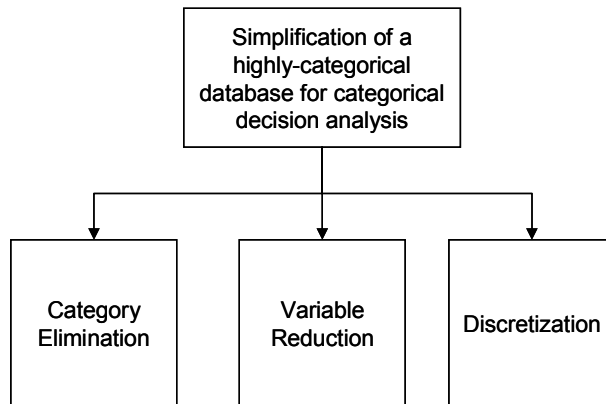 Simplification of a
highly-categorical
database for categorical
decision analysis
Category
Elimination
Variable
Reduction
Discretization